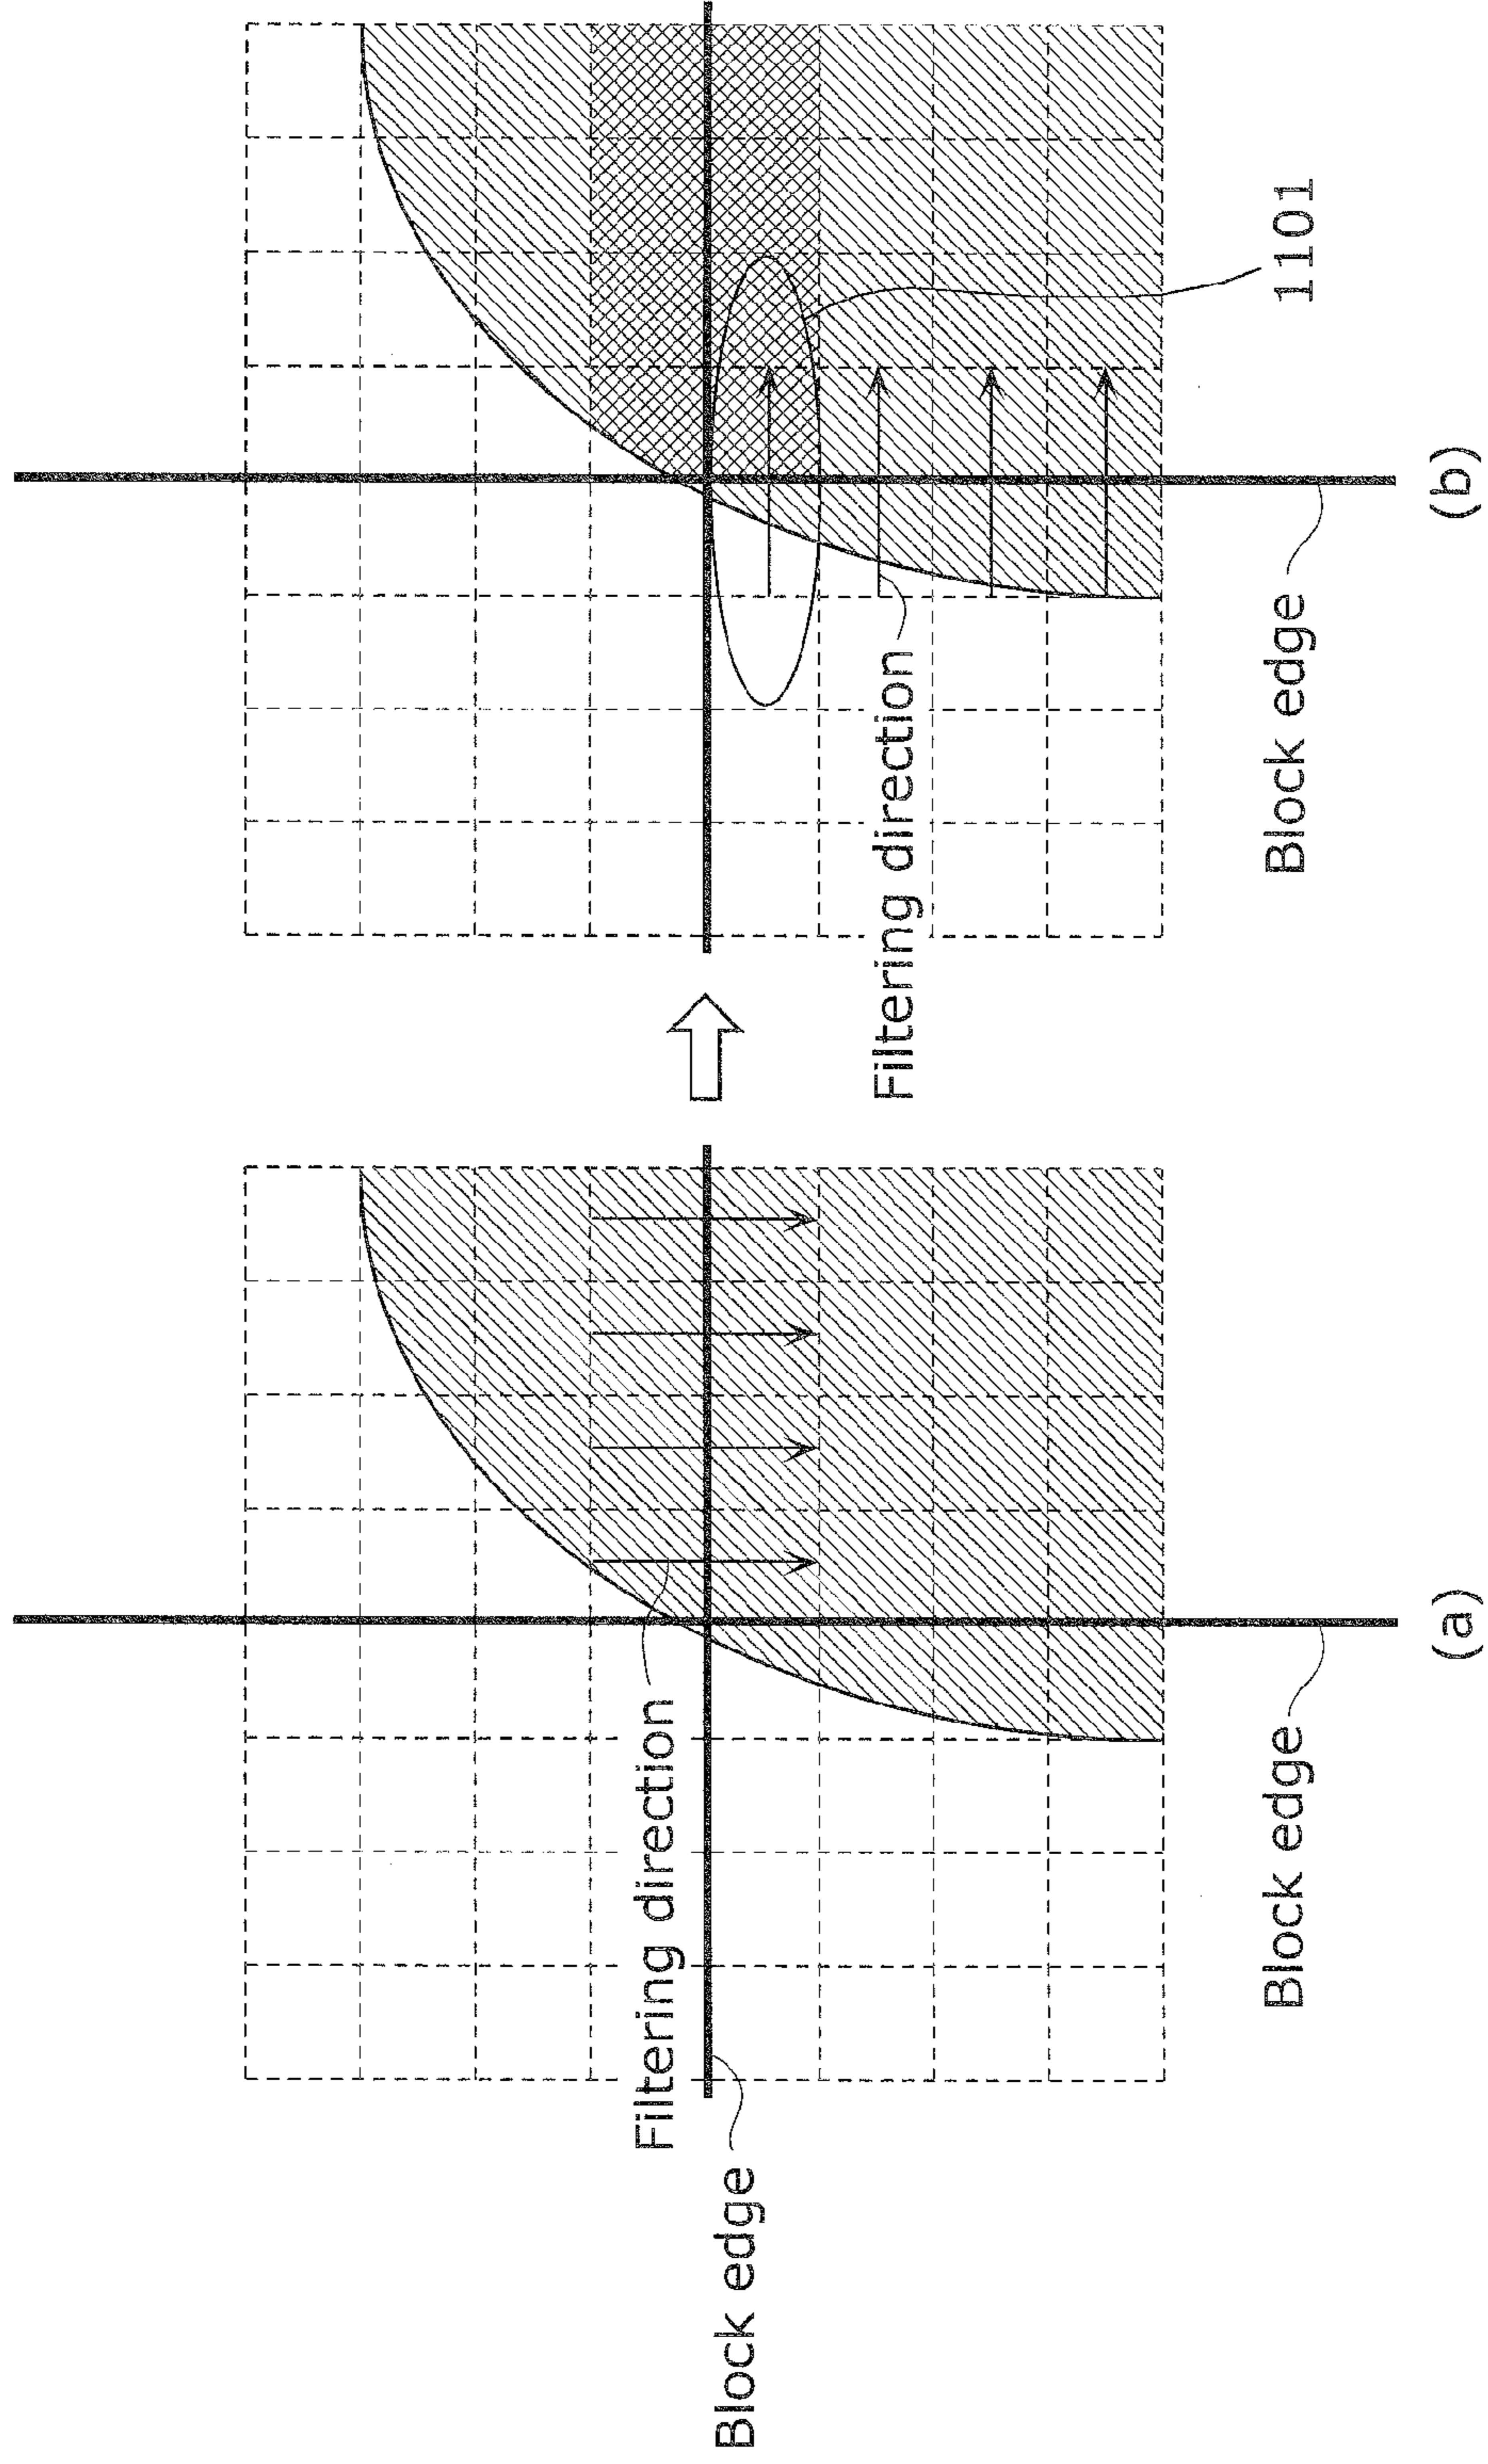 Filtering direction
Block edge
Block edge
(a)
Filtering direction
Block edge
1101
(b)